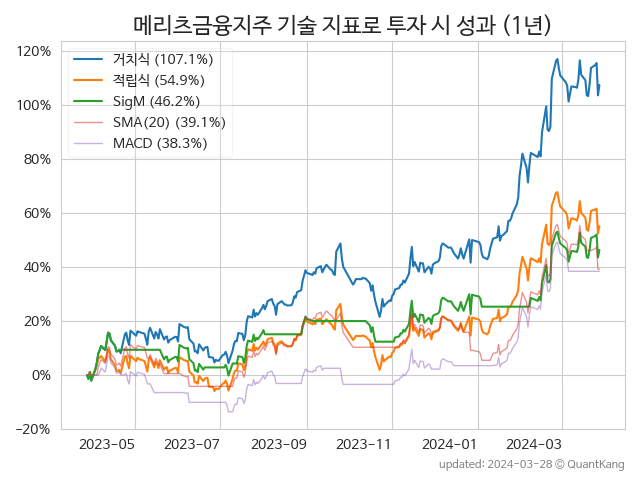 메리츠금융지주 기술 지표로 투자 시 성과 (1년)
120%
100%
80%
60%
40%
20%
0%
−20%
거치식 (107.1%)
적립식 (54.9%)
SigM (46.2%)
SMA(20) (39.1%)
MACD (38.3%)
2023-05
2023-07
2023-09
2023-11
2024-01
2024-03
updated: 2024-03-28 © QuantKang